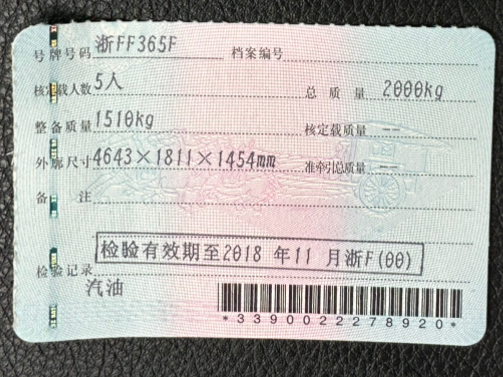 号牌号码 浙FF365F 档案编号
核定载人数 5人 总质量 2000kg
整备质量 1510kg 核定载质量 --
外廓尺寸 4643×1811×1454mm 准牵引总质量 --
备 注
检验有效期至2018 年11 月浙F(00)
检验记录
汽油
*3390022278920*